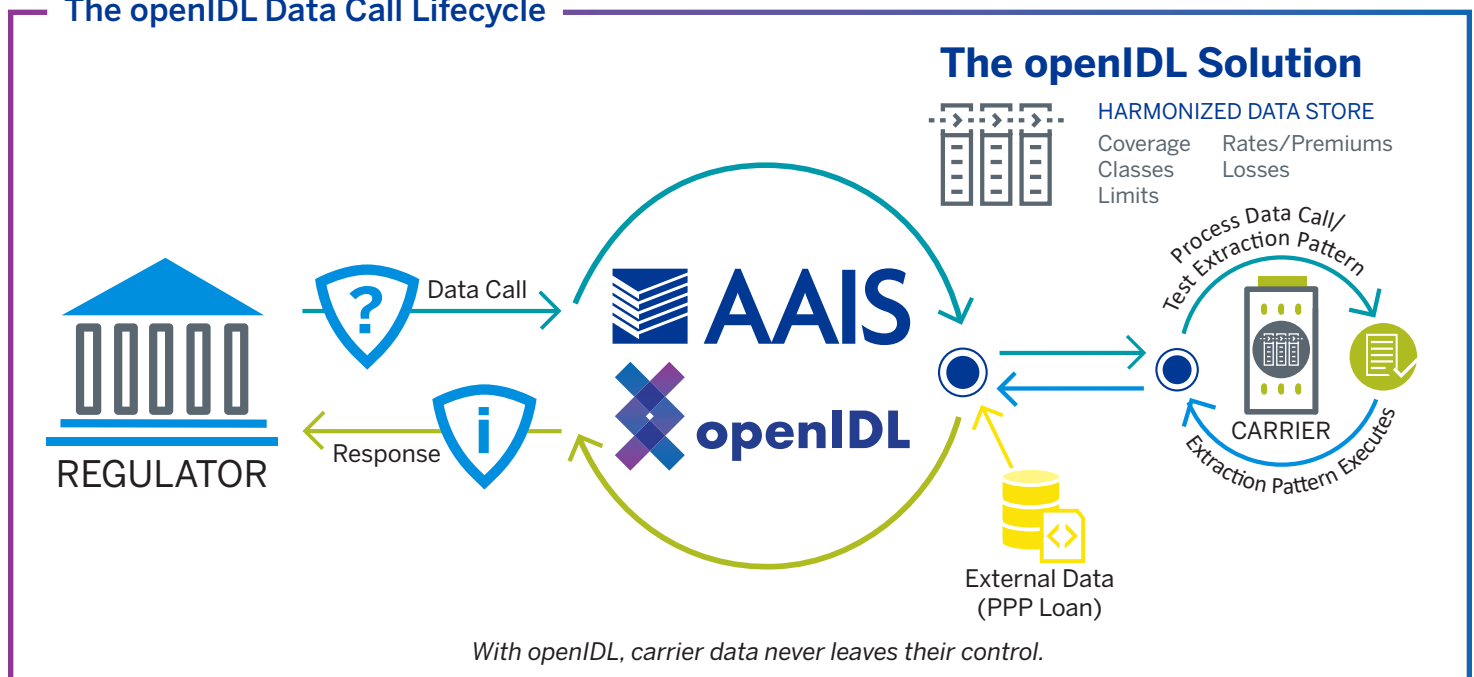 The openIDL Data Call Lifecycle
The openIDL Solution
HARMONIZED DATA STORE
Coverage Rates/Premiums
Classes Losses
Limits
Process Data Call/
Test Extraction Pattern
?
Data Call
AAIS
openIDL
i
Response
REGULATOR
CARRIER
Extraction Pattern Executes
External Data
(PPP Loan)
With openIDL, carrier data never leaves their control.